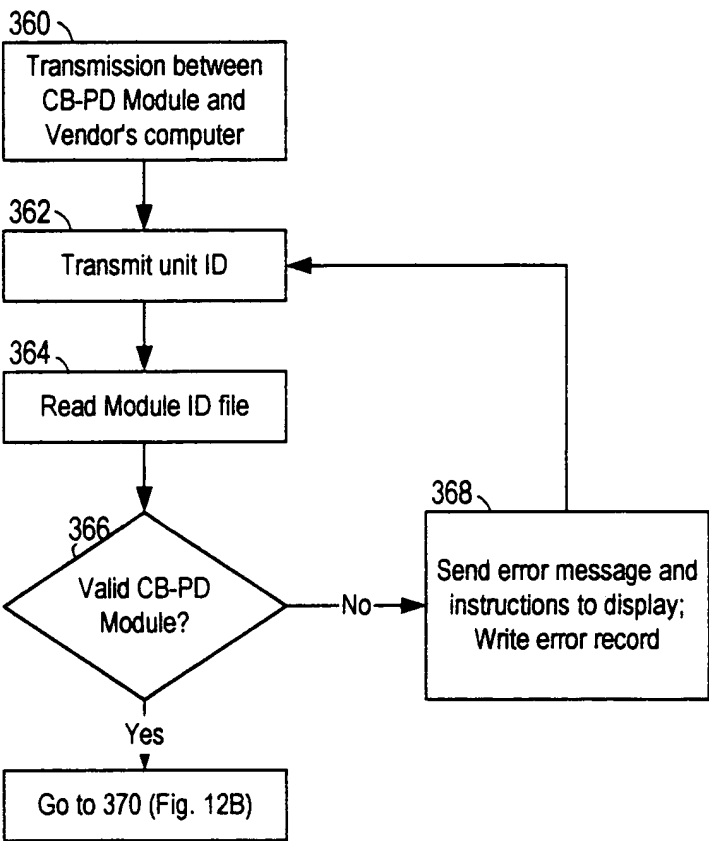 360
Transmission between
CB-PD Module and
Vendor's computer
362
Transmit unit ID
364
Read Module ID file
366
Valid CB-PD
Module?
No
368
Send error message and
instructions to display;
Write error record
Yes
Go to 370 (Fig. 12B)